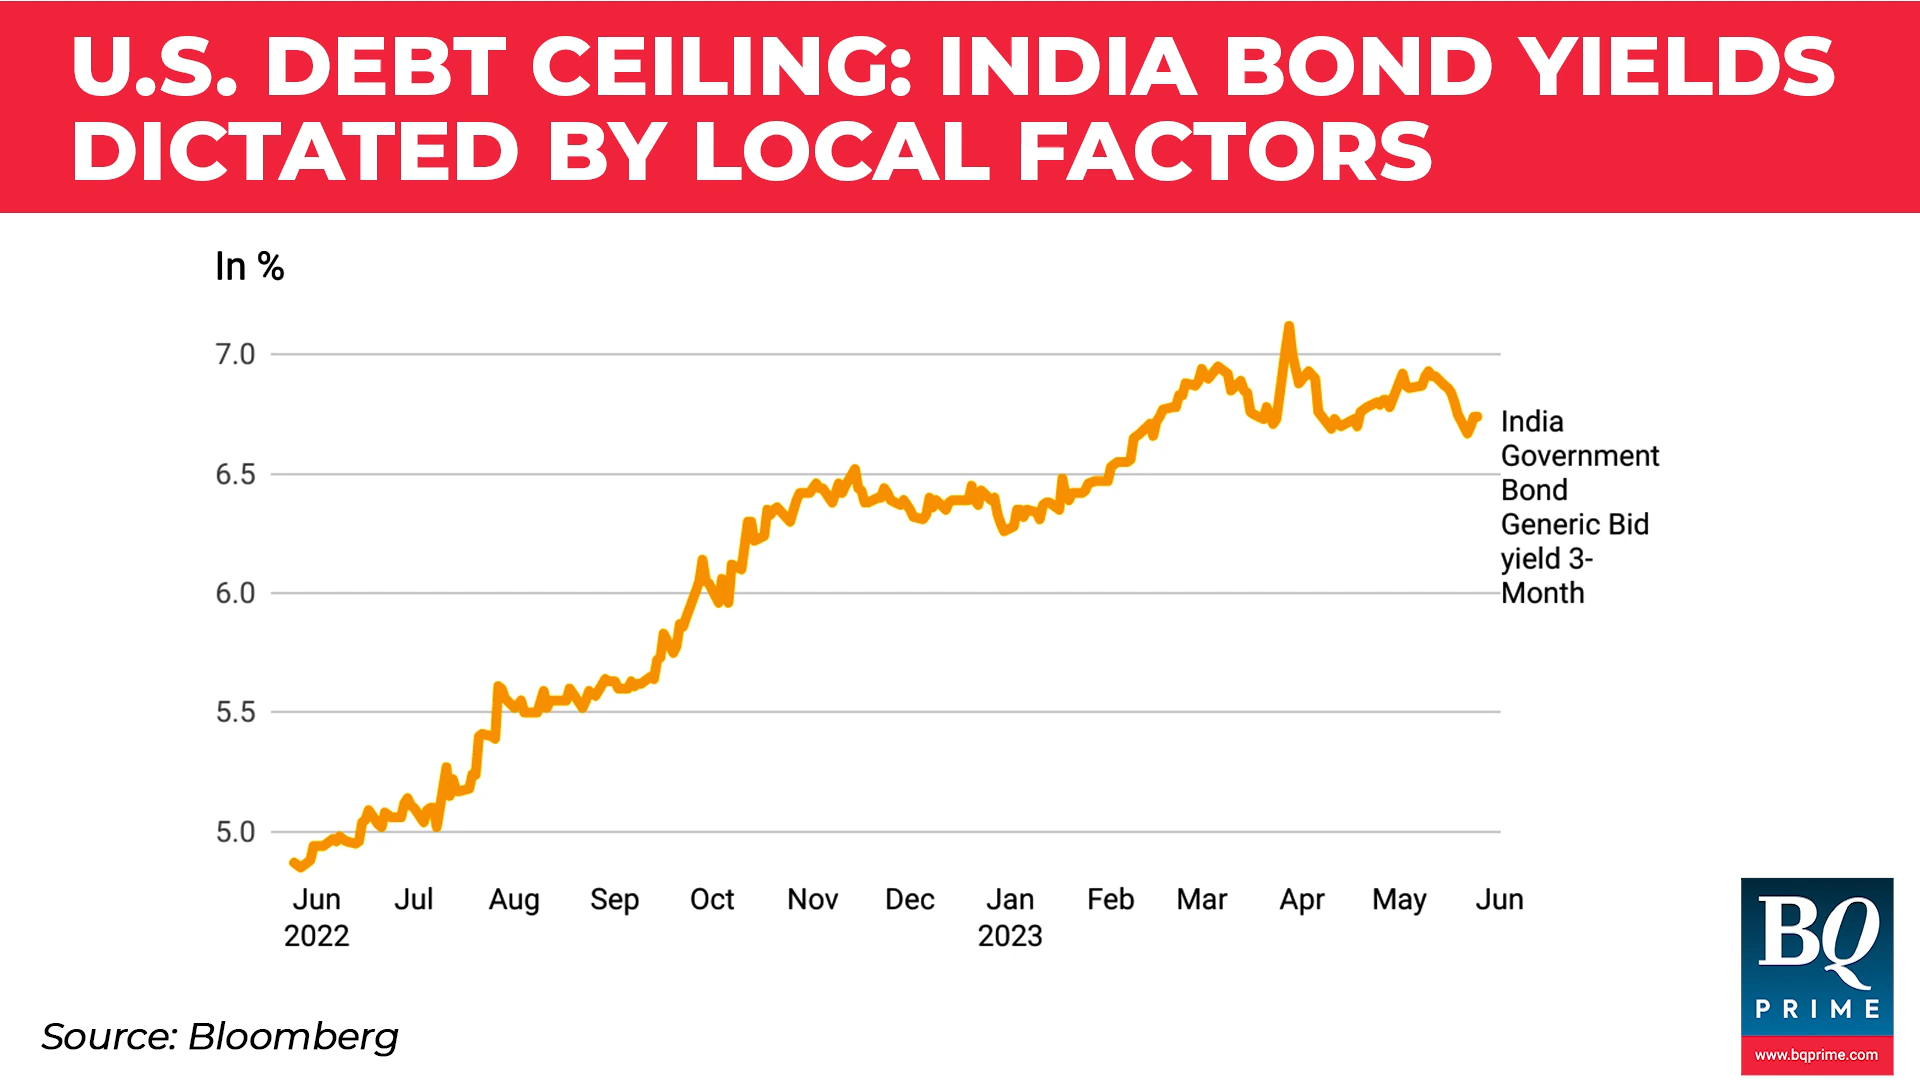 U.S. DEBT CEILING: INDIA BOND YIELDS
DICTATED BY LOCAL FACTORS
In %
7.0
6.5
6.0
5.5
5.0
India
Government
Bond
Generic Bid
yield 3-
Month
Jun Jul Aug Sep Oct Nov Dec Jan Feb Mar Apr May Jun
2022 2023
Source: Bloomberg
BQ
PRIME
www.bqprime.com